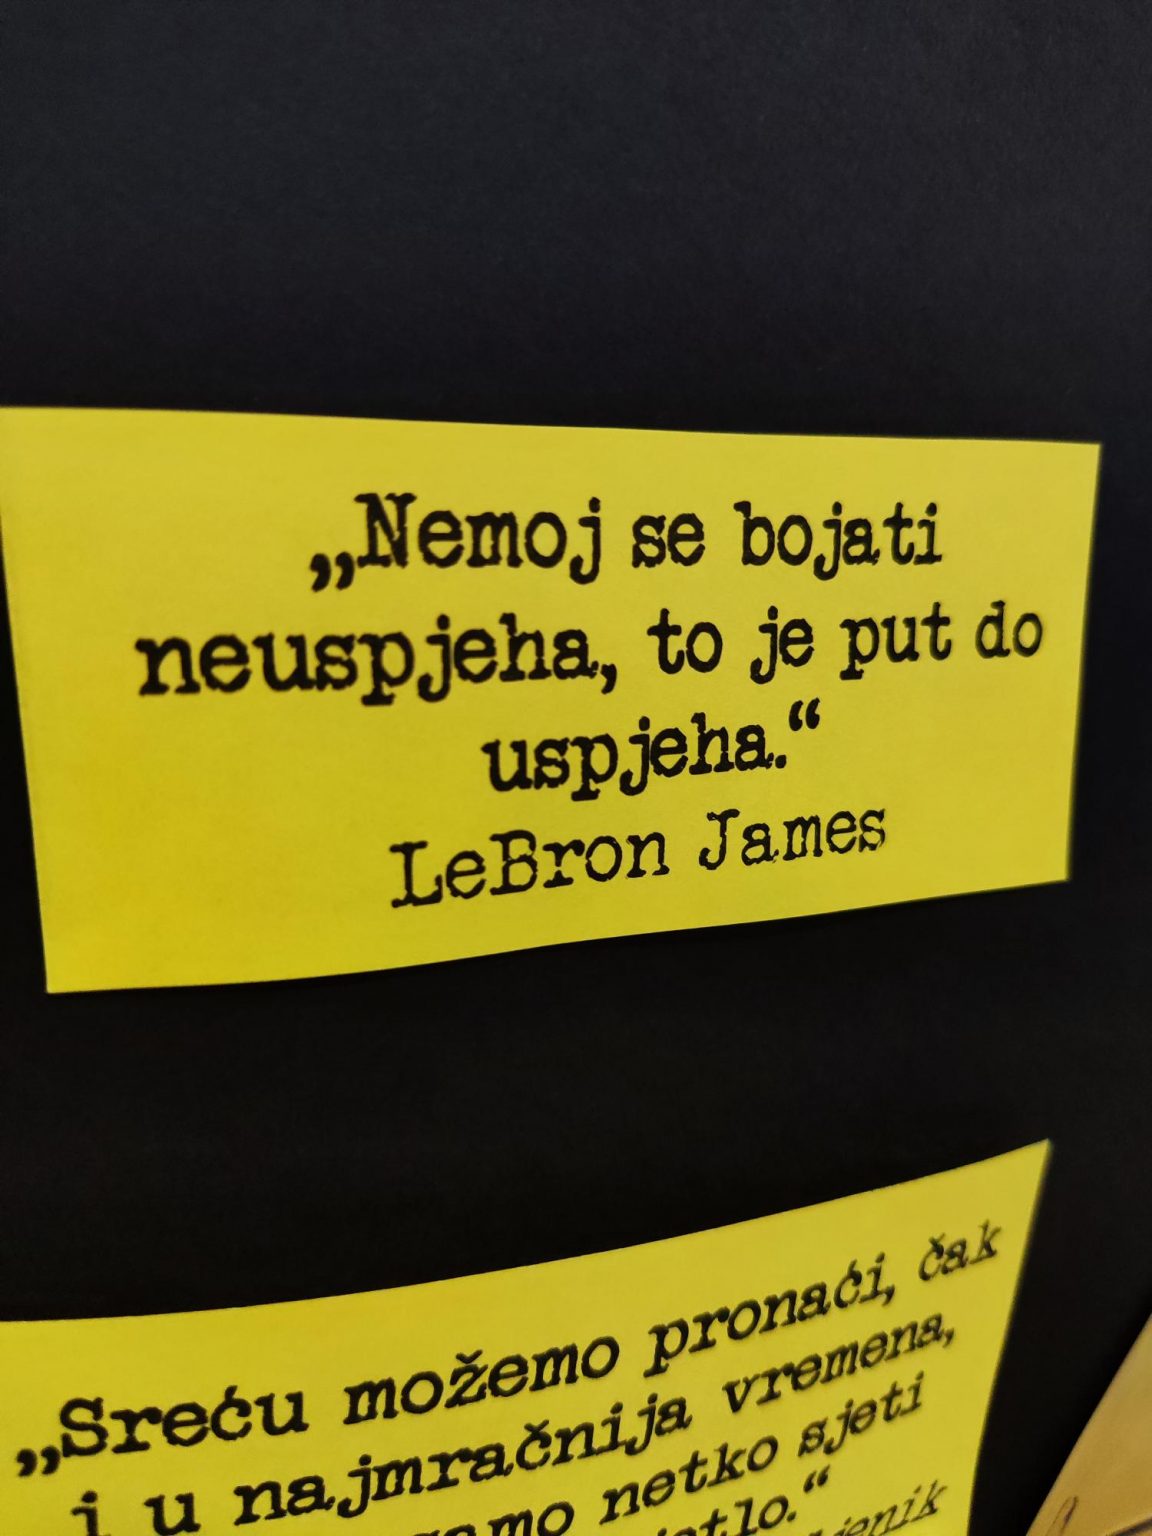 „Nemoj se bojati
neuspjeha, to je put do
uspjeha.“
LeBron James
„Sreću možemo pronaći, čak
i u najmračnija vremena,
netko sjeti